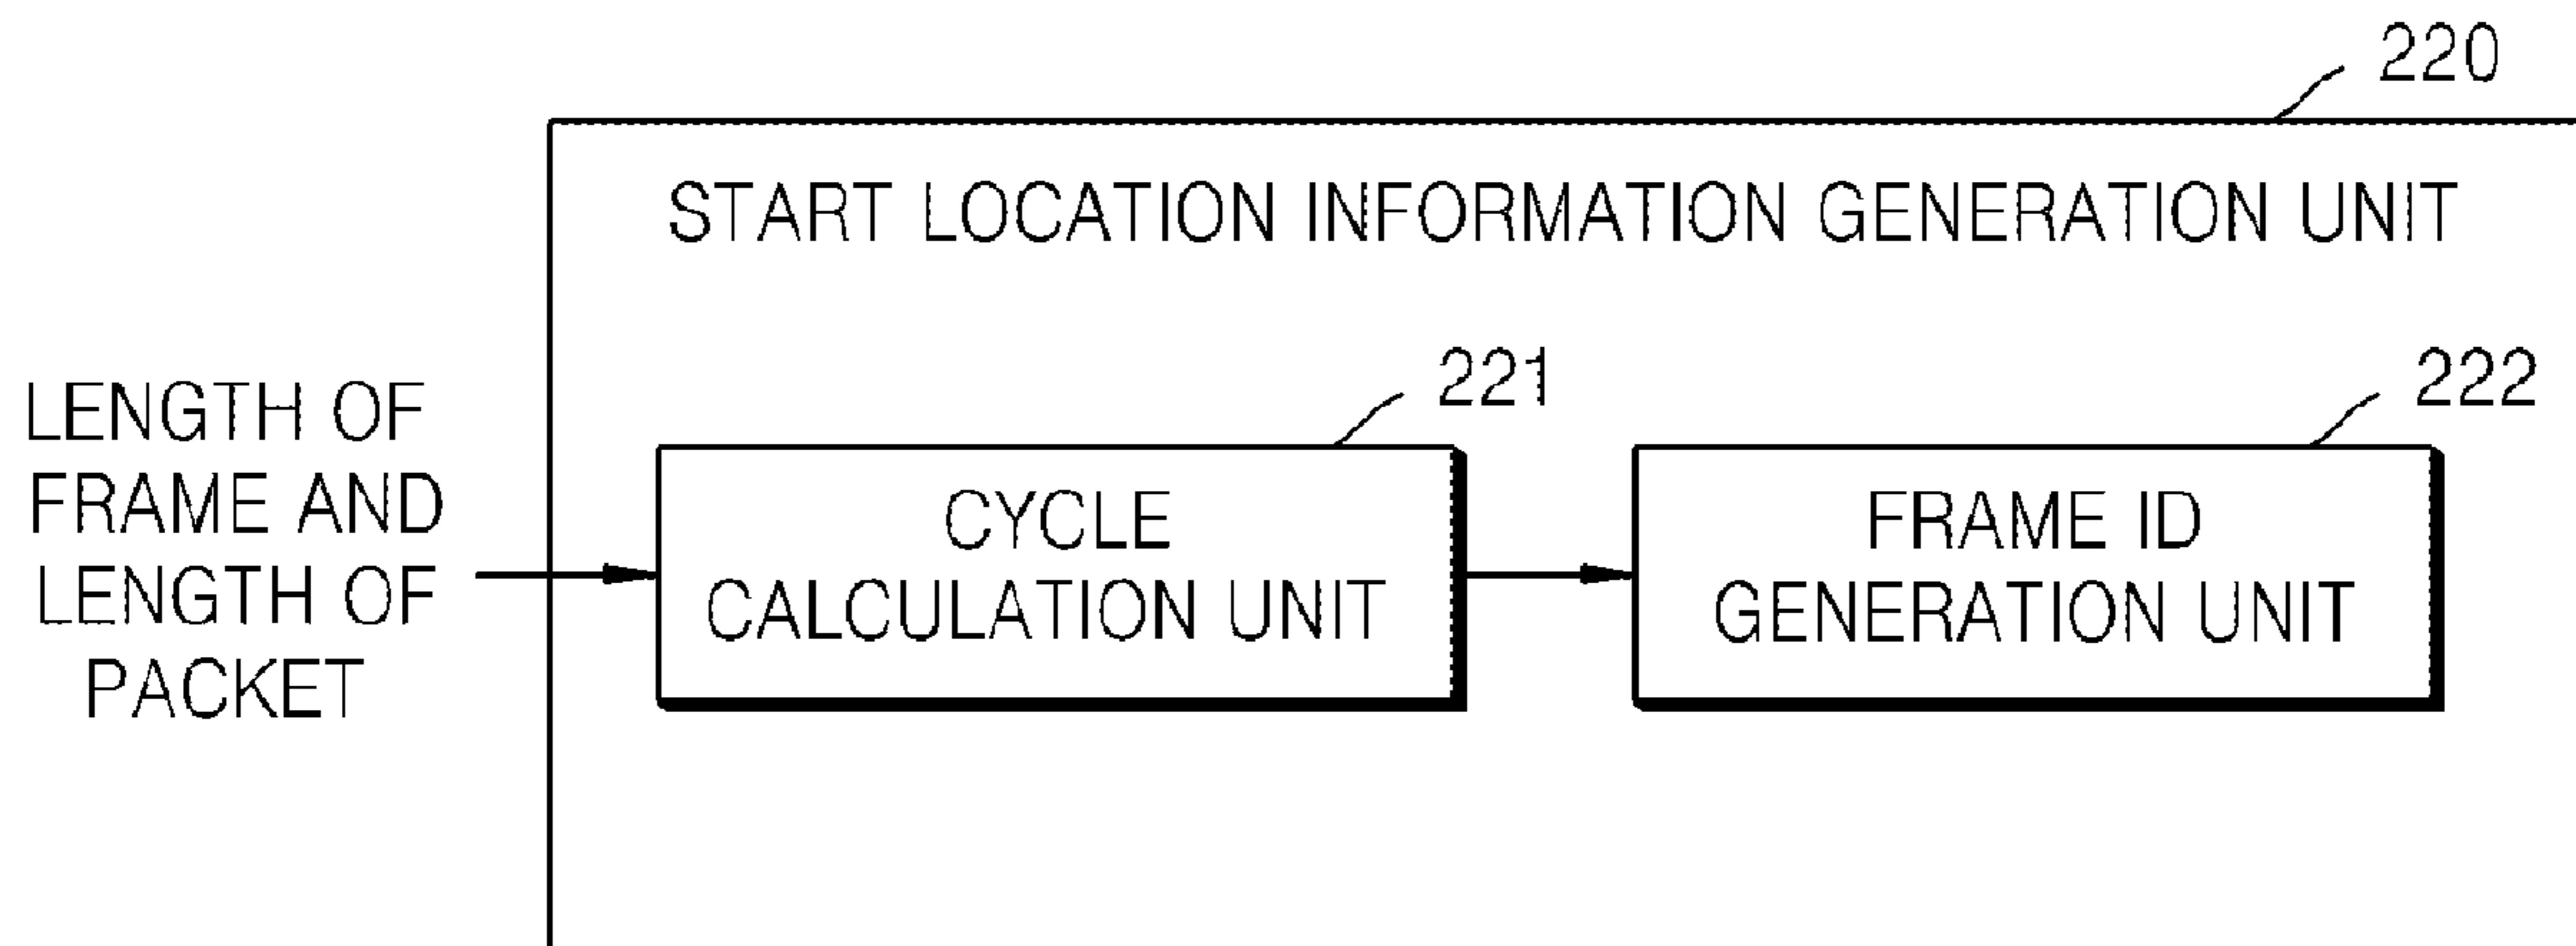 220
START LOCATION INFORMATION GENERATION UNIT
LENGTH OF
FRAME AND
LENGTH OF
PACKET
221
CYCLE
CALCULATION UNIT
222
FRAME ID
GENERATION UNIT